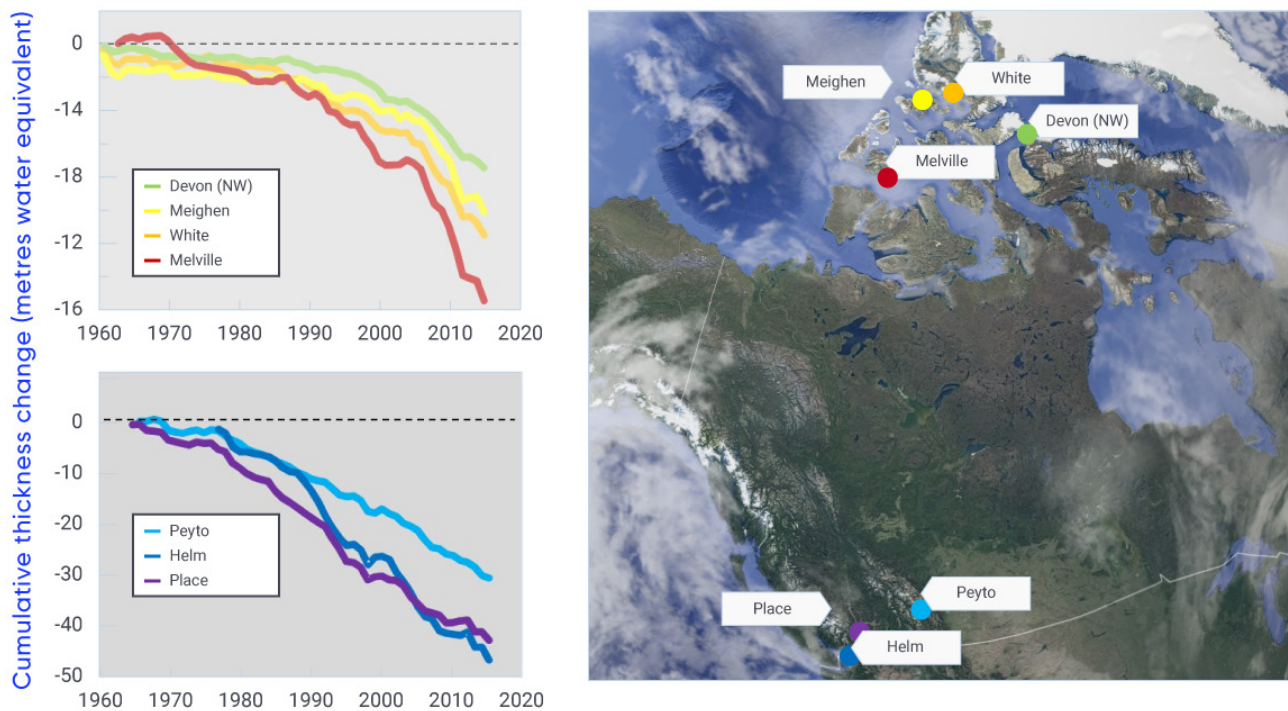 Cumulative thickness change (metres water equivalent)
0
-14
-18
-12
-16
1960 1970 1980 1990 2000 2010 2020
Devon (NW)
Meighen
White
Melville
0
-10
-20
-30
-40
-50
1960 1970 1980 1990 2000 2010 2020
Peyto
Helm
Place
Meighen
White
Devon (NW)
Melville
Peyto
Place
Helm